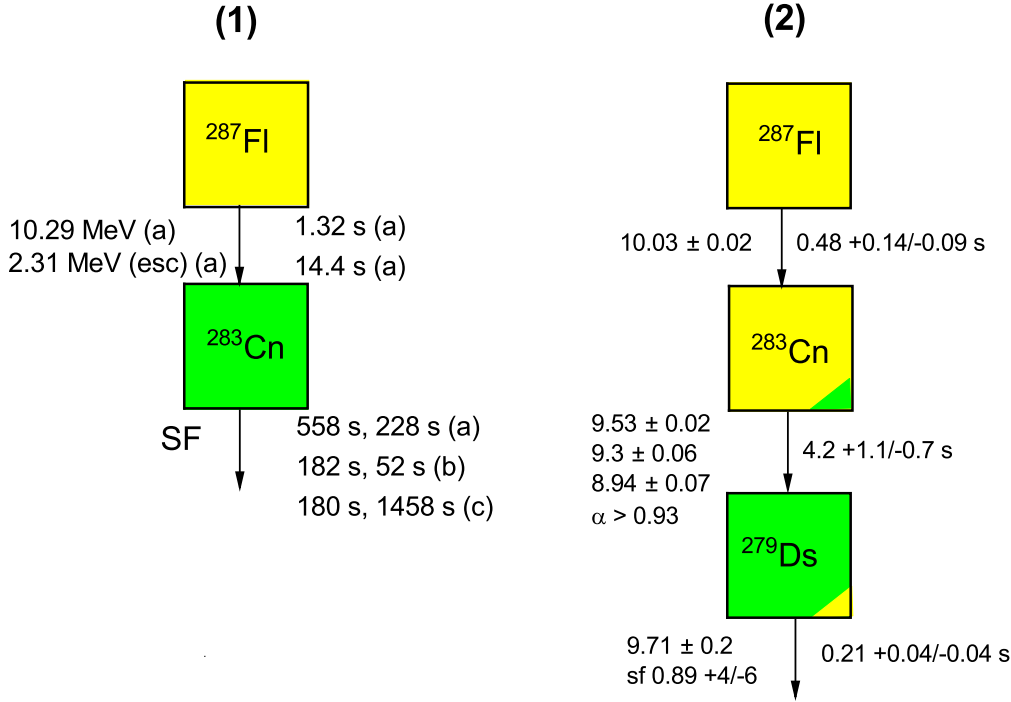 (1)
²⁸⁷Fl
10.29 MeV (a)
2.31 MeV (esc) (a)
1.32 s (a)
14.4 s (a)
²⁸³Cn
SF
558 s, 228 s (a)
182 s, 52 s (b)
180 s, 1458 s (c)
(2)
²⁸⁷Fl
10.03 ± 0.02
0.48 +0.14/-0.09 s
²⁸³Cn
9.53 ± 0.02
9.3 ± 0.06
8.94 ± 0.07
α > 0.93
4.2 +1.1/-0.7 s
²⁷⁹Ds
9.71 ± 0.2
sf 0.89 +4/-6
0.21 +0.04/-0.04 s